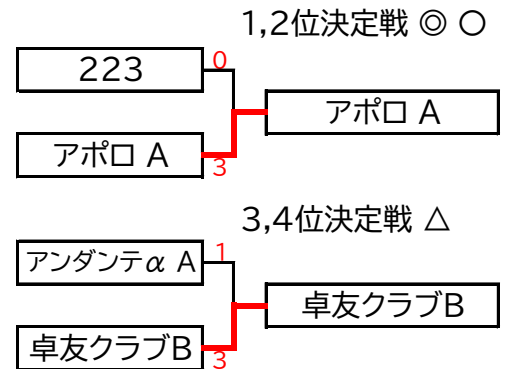 1,2位決定戦 ◎ ○
223
0
アポロ A
アポロ A
3
3,4位決定戦 △
アンダンテα A
1
卓友クラブB
卓友クラブB
3